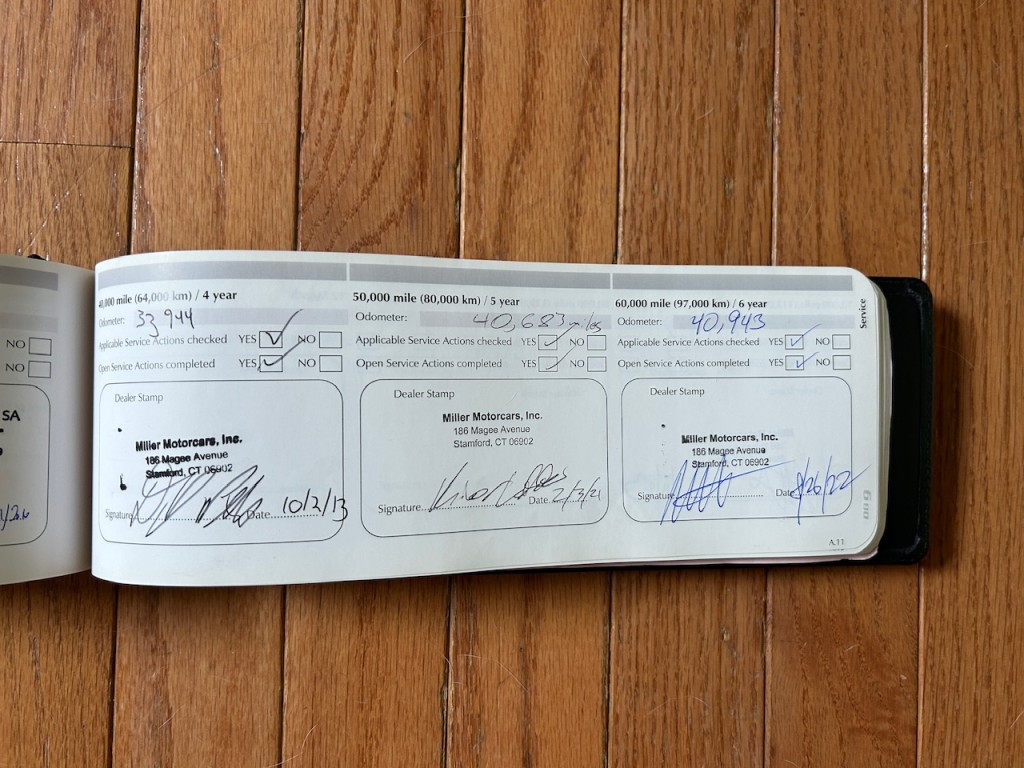 NO
NO
SA
40,000 mile (64,000 km) / 4 year
Odometer: 33944
Applicable Service Actions checked YES NO
Open Service Actions completed YES NO
Dealer Stamp
Miller Motorcars, Inc.
186 Magee Avenue
Stamford, CT 06902
Signature Date 10/2/13
50,000 mile (80,000 km) / 5 year
Odometer: 40,683 miles
Applicable Service Actions checked YES NO
Open Service Actions completed YES NO
Dealer Stamp
Miller Motorcars, Inc.
186 Magee Avenue
Stamford, CT 06902
Signature Date 2/3/21
60,000 mile (97,000 km) / 6 year
Odometer: 40,943
Applicable Service Actions checked YES NO
Open Service Actions completed YES NO
Dealer Stamp
Miller Motorcars, Inc.
186 Magee Avenue
Stamford, CT 06902
Signature Date
A.11
Service